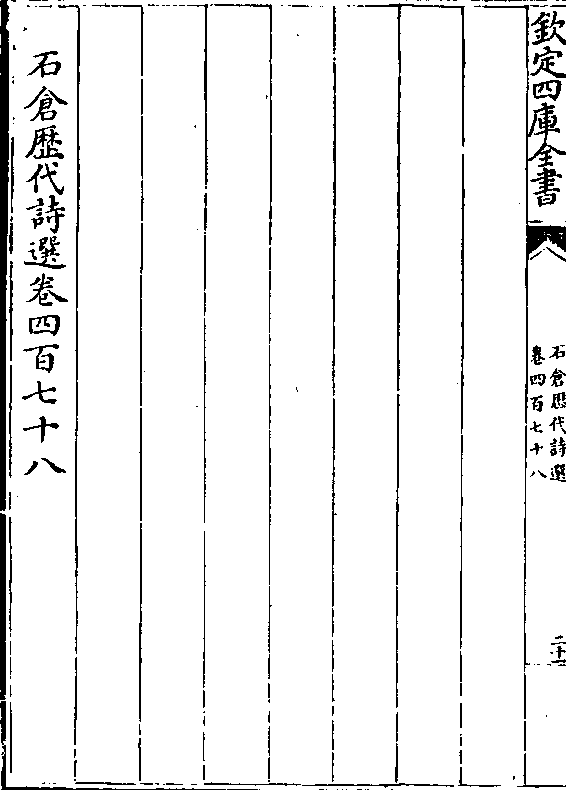 欽定四庫全書
石倉歷代詩選
卷四百七十八
二十一
石倉歷代詩選卷四百七十八